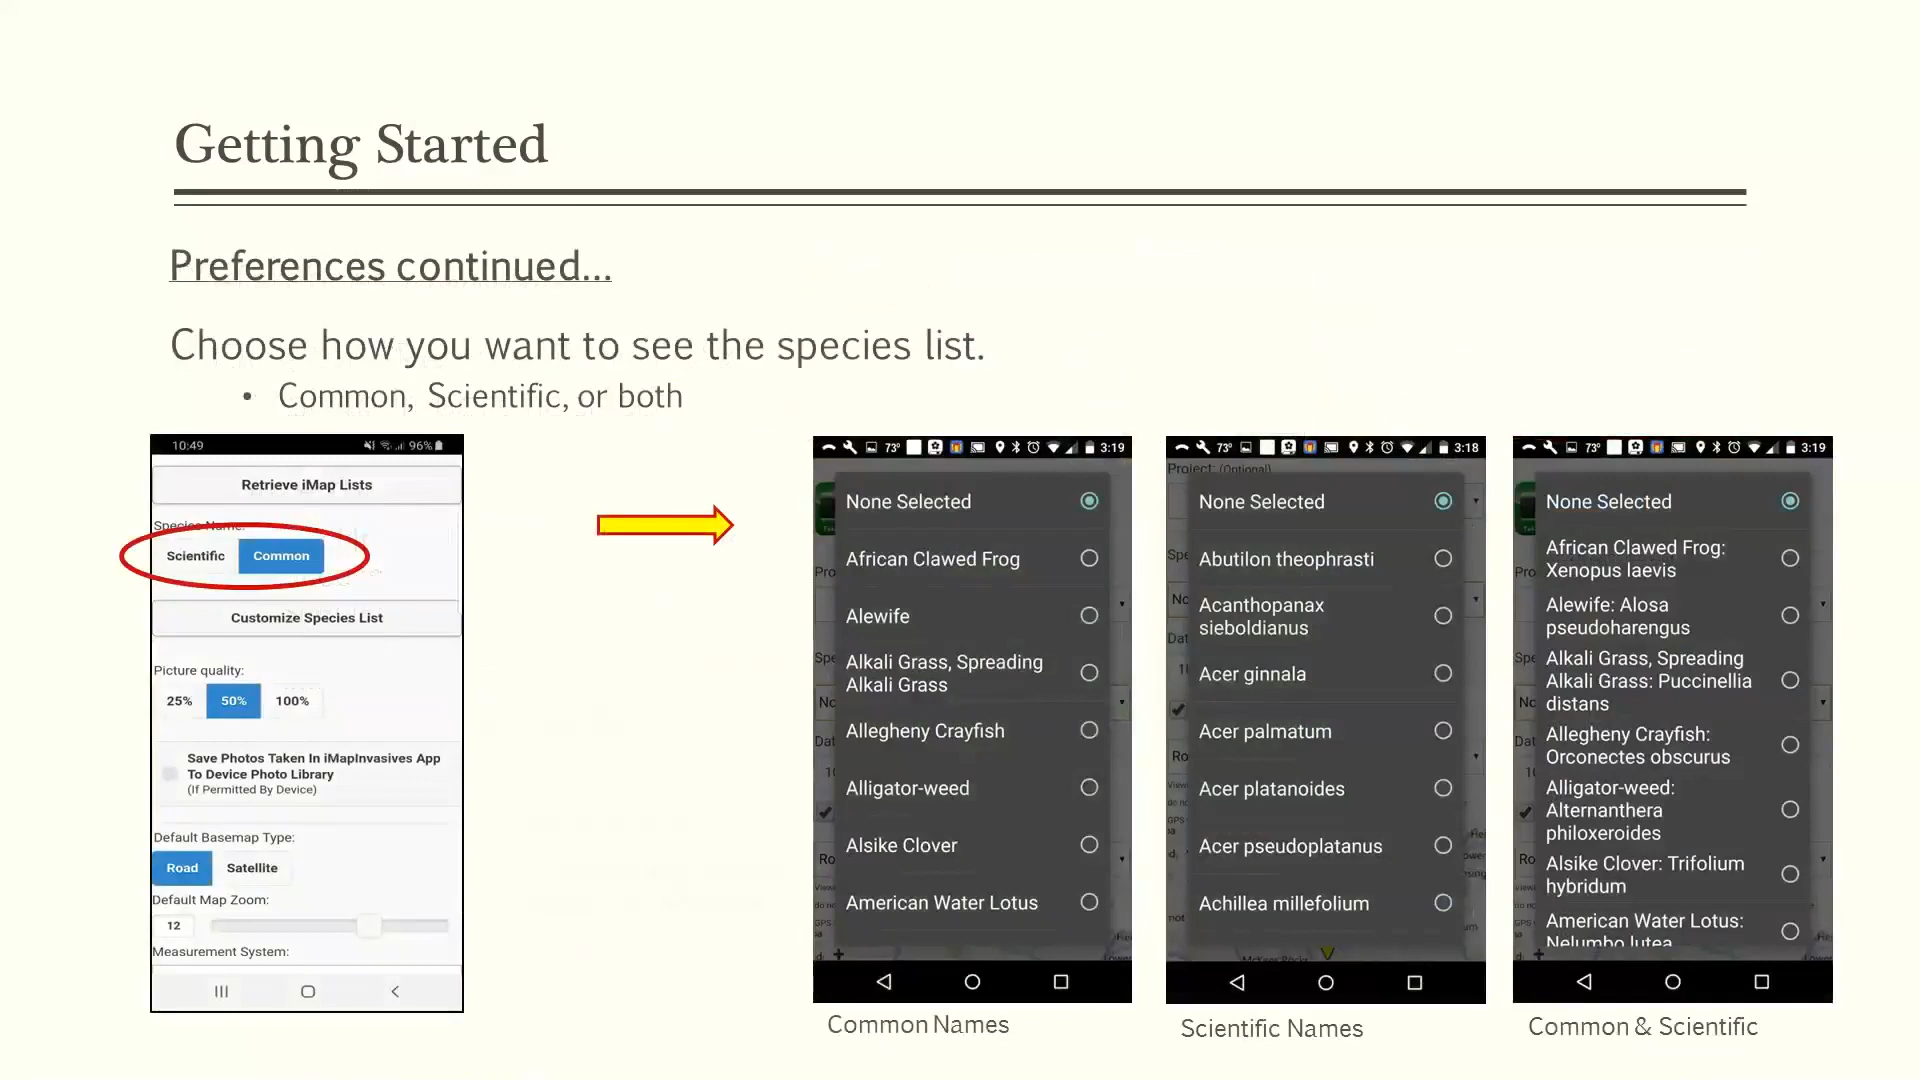 Getting Started
Preferences continued...
Choose how you want to see the species list.
• Common, Scientific, or both
10:49 96%
Retrieve iMap Lists
Species Name:
Scientific Common
Customize Species List
Picture quality:
25% 50% 100%
Save Photos Taken In iMapInvasives App
To Device Photo Library
(If Permitted By Device)
Default Basemap Type:
Road Satellite
Default Map Zoom:
12
Measurement System:
73° 3:19
None Selected
African Clawed Frog
Alewife
Alkali Grass, Spreading
Alkali Grass
Allegheny Crayfish
Alligator-weed
Alsike Clover
American Water Lotus
Common Names
73° 3:18
Project: (Optional)
None Selected
Abutilon theophrasti
Acanthopanax
sieboldianus
Acer ginnala
Acer palmatum
Acer platanoides
Acer pseudoplatanus
Achillea millefolium
Scientific Names
73° 3:19
None Selected
African Clawed Frog:
Xenopus laevis
Alewife: Alosa
pseudoharengus
Alkali Grass, Spreading
Alkali Grass: Puccinellia
distans
Allegheny Crayfish:
Orconectes obscurus
Alligator-weed:
Alternanthera
philoxeroides
Alsike Clover: Trifolium
hybridum
American Water Lotus:
Nelumbo lutea
Common & Scientific